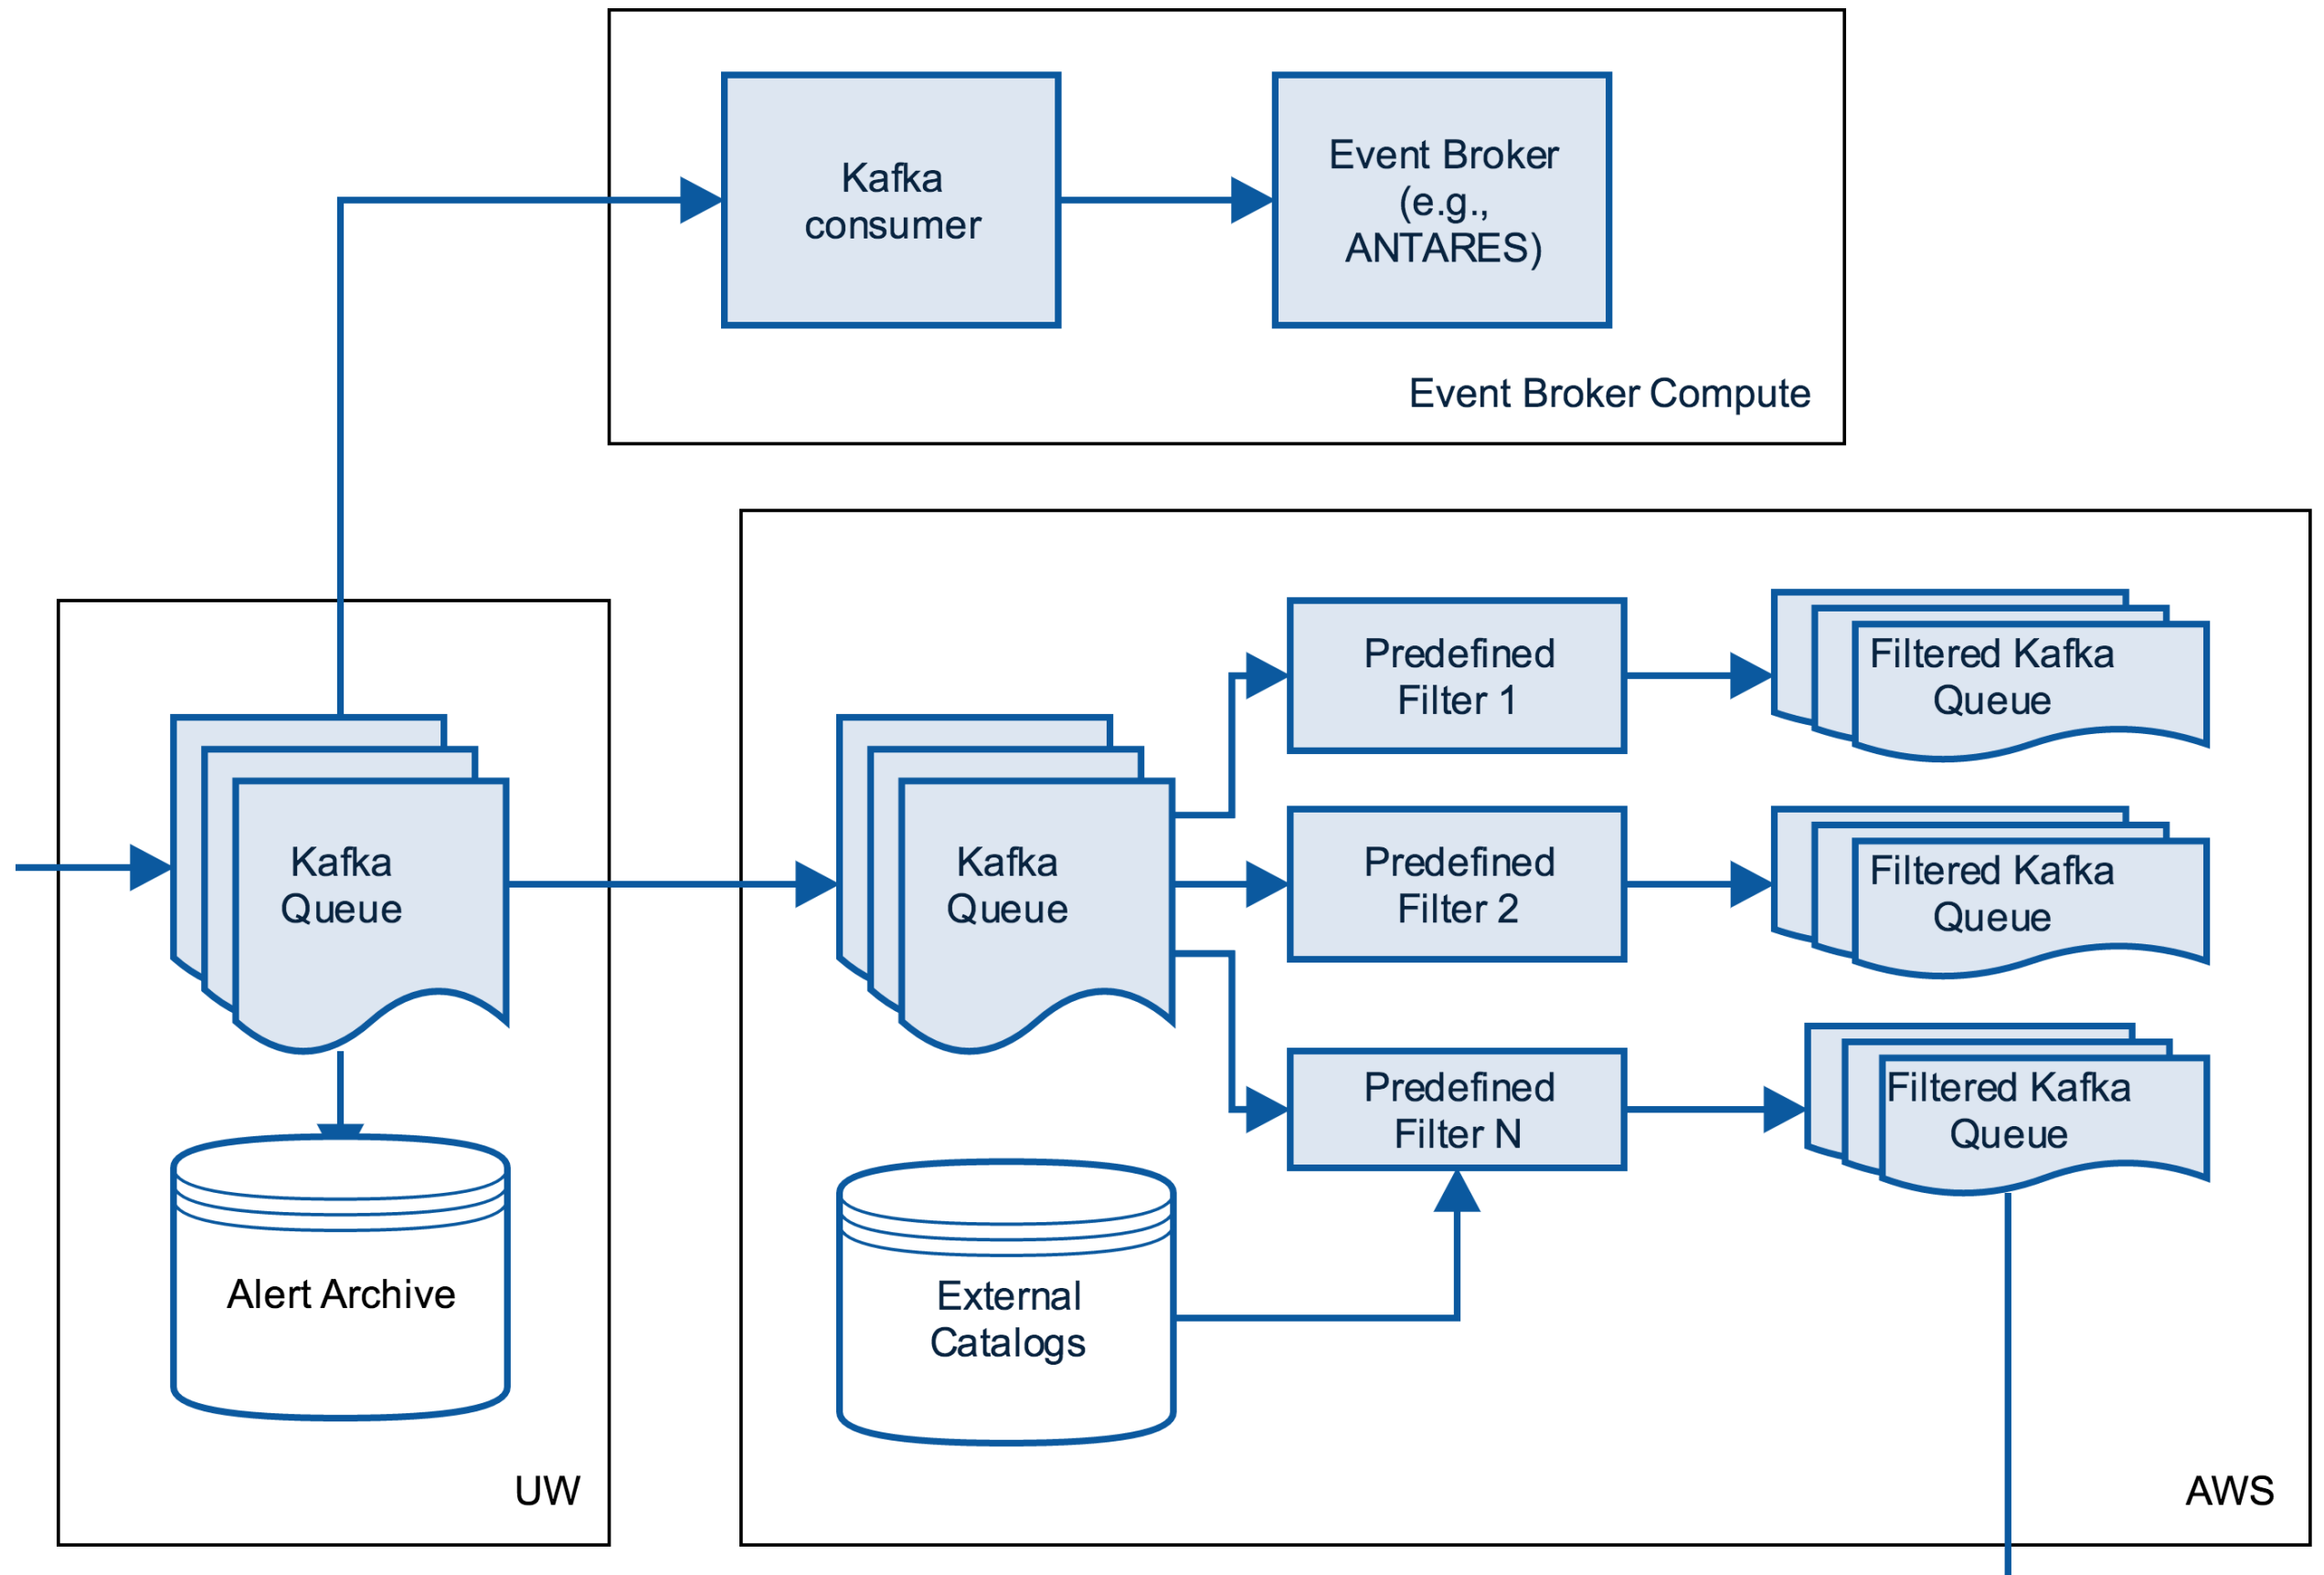 Kafka
consumer
Event Broker
(e.g.,
ANTARES)
Event Broker Compute
Kafka
Queue
Alert Archive
UW
Kafka
Queue
Predefined
Filter 1
Filtered Kafka
Queue
Predefined
Filter 2
Filtered Kafka
Queue
Predefined
Filter N
Filtered Kafka
Queue
External
Catalogs
AWS